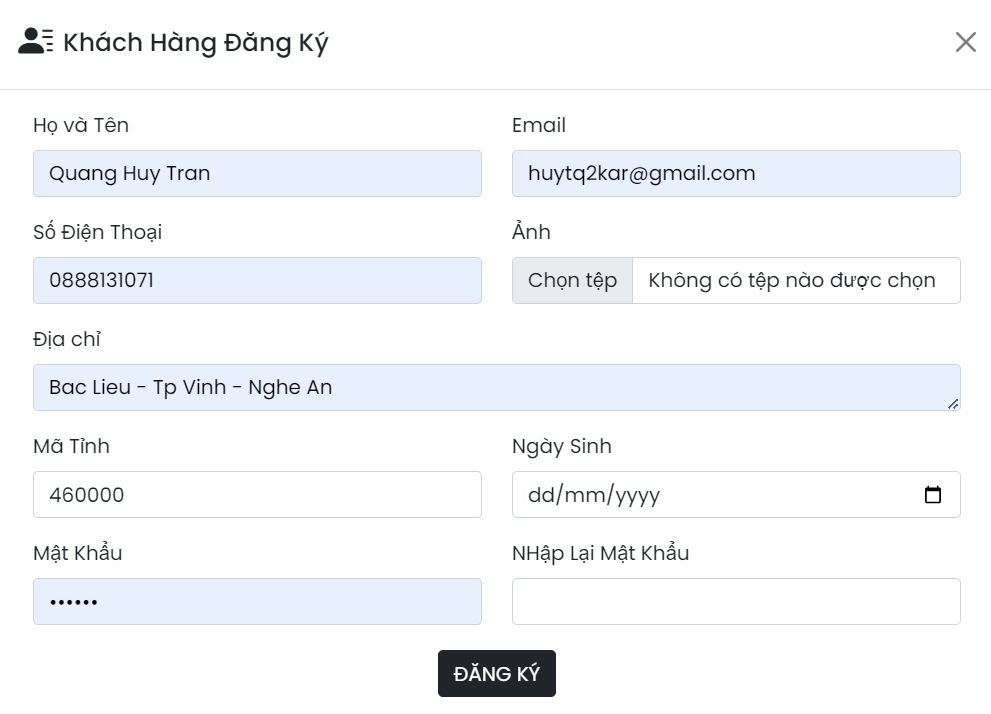 Khách Hàng Đăng Ký
Họ và Tên
Email
Quang Huy Tran
huytq2kar@gmail.com
Số Điện Thoại
Ảnh
0888131071
Chọn tệp Không có tệp nào được chọn
Địa chỉ
Bac Lieu - Tp Vinh - Nghe An
Mã Tỉnh
Ngày Sinh
460000
dd/mm/yyyy
Mật Khẩu
NHập Lại Mật Khẩu
••••••
ĐĂNG KÝ